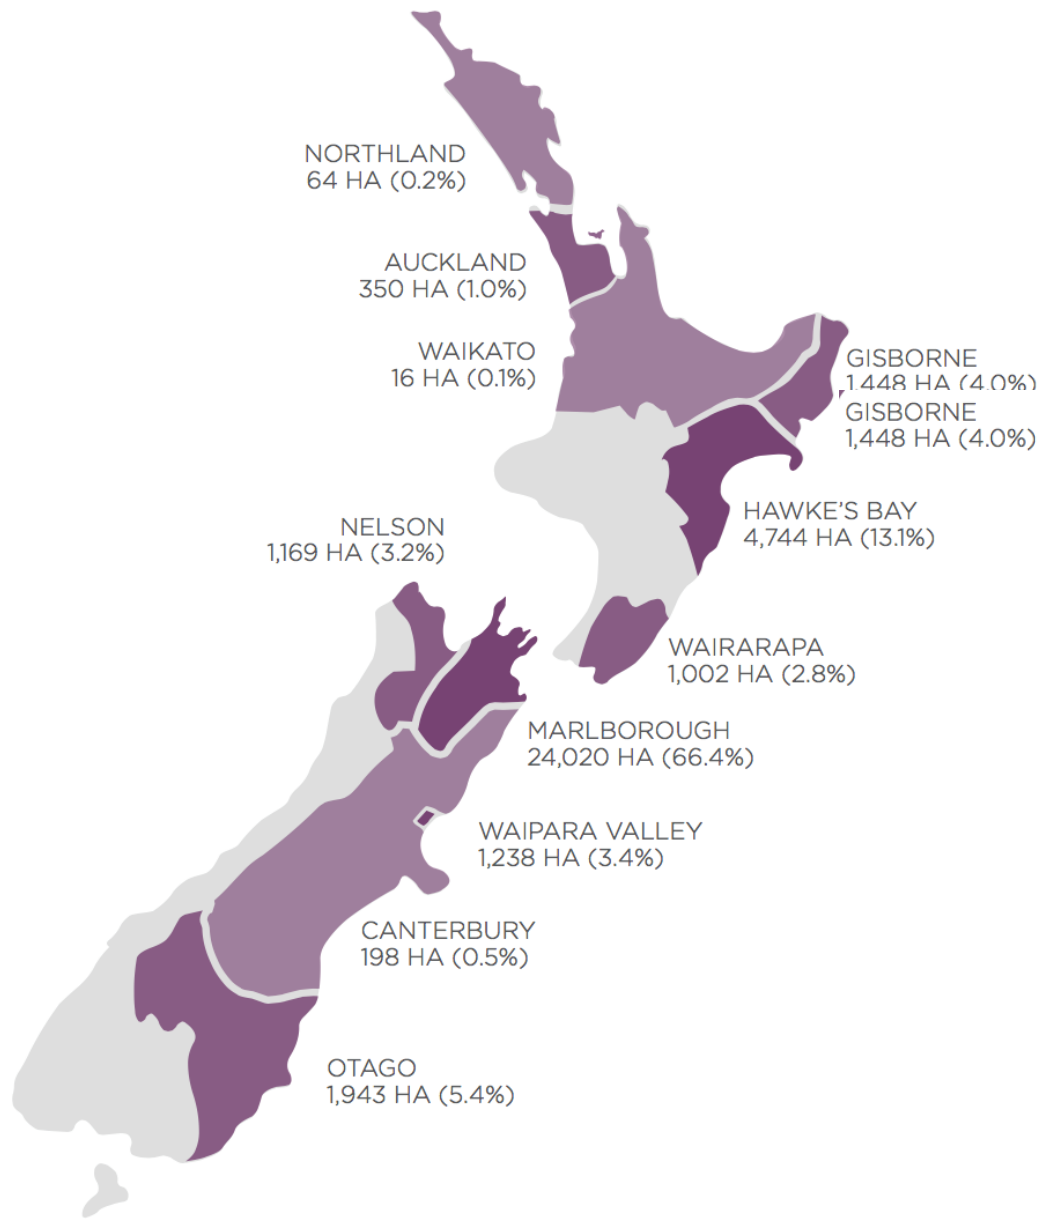 NORTHLAND
64 HA (0.2%)
AUCKLAND
350 HA (1.0%)
WAIKATO
16 HA (0.1%)
GISBORNE
1,448 HA (4.0%)
GISBORNE
1,448 HA (4.0%)
HAWKE'S BAY
4,744 HA (13.1%)
NELSON
1,169 HA (3.2%)
WAIRARAPA
1,002 HA (2.8%)
MARLBOROUGH
24,020 HA (66.4%)
WAIPARA VALLEY
1,238 HA (3.4%)
CANTERBURY
198 HA (0.5%)
OTAGO
1,943 HA (5.4%)